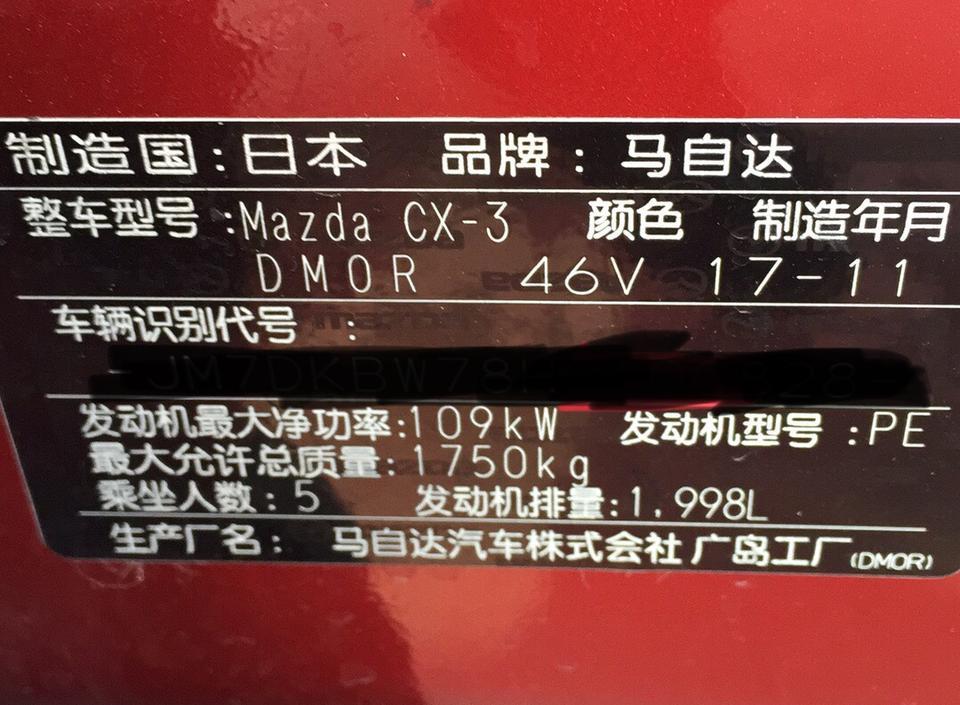 制造国:日本 品牌:马自达
整车型号:Mazda CX-3 颜色 制造年月
DMOR 46V 17-11
车辆识别代号:
发动机最大净功率:109kW 发动机型号:PE
最大允许总质量:1750kg
乘坐人数:5 发动机排量:1.998L
生产厂名: 马自达汽车株式会社 广岛工厂(DMOR)